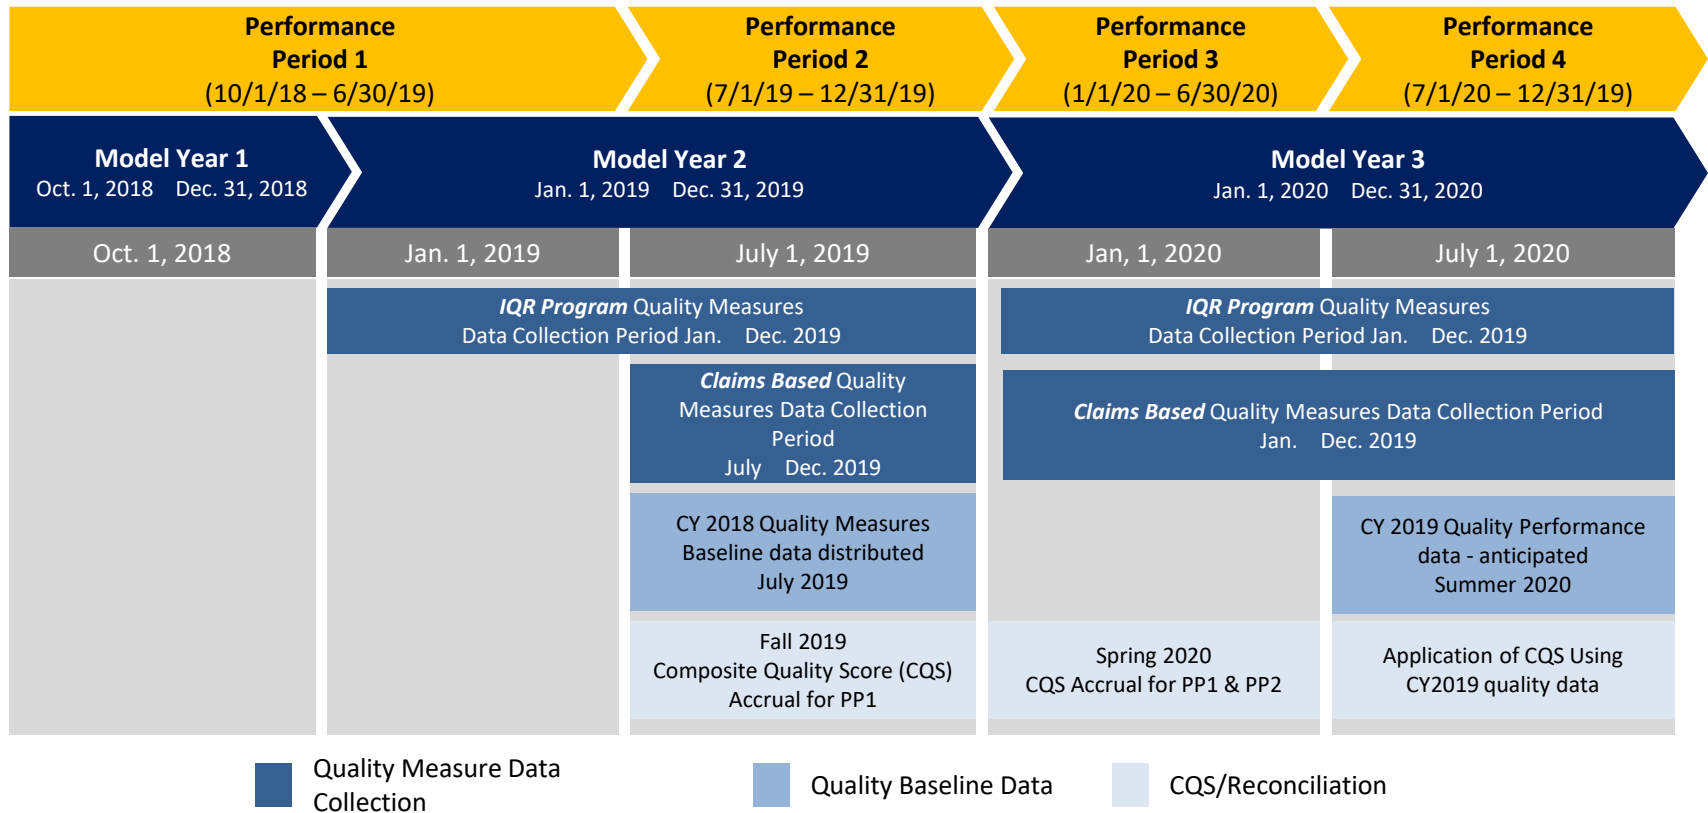 Performance
Period 1
(10/1/18 – 6/30/19)
Performance
Period 2
(7/1/19 – 12/31/19)
Performance
Period 3
(1/1/20 – 6/30/20)
Performance
Period 4
(7/1/20 – 12/31/19)
Model Year 1
Oct. 1, 2018 Dec. 31, 2018
Model Year 2
Jan. 1, 2019 Dec. 31, 2019
Model Year 3
Jan. 1, 2020 Dec. 31, 2020
Oct. 1, 2018
Jan. 1, 2019
July 1, 2019
Jan, 1, 2020
July 1, 2020
IQR Program Quality Measures
Data Collection Period Jan. Dec. 2019
IQR Program Quality Measures
Data Collection Period Jan. Dec. 2019
Claims Based Quality
Measures Data Collection
Period
July Dec. 2019
Claims Based Quality Measures Data Collection Period
Jan. Dec. 2019
CY 2018 Quality Measures
Baseline data distributed
July 2019
CY 2019 Quality Performance
data - anticipated
Summer 2020
Fall 2019
Composite Quality Score (CQS)
Accrual for PP1
Spring 2020
CQS Accrual for PP1 & PP2
Application of CQS Using
CY2019 quality data
Quality Measure Data
Collection
Quality Baseline Data
CQS/Reconciliation